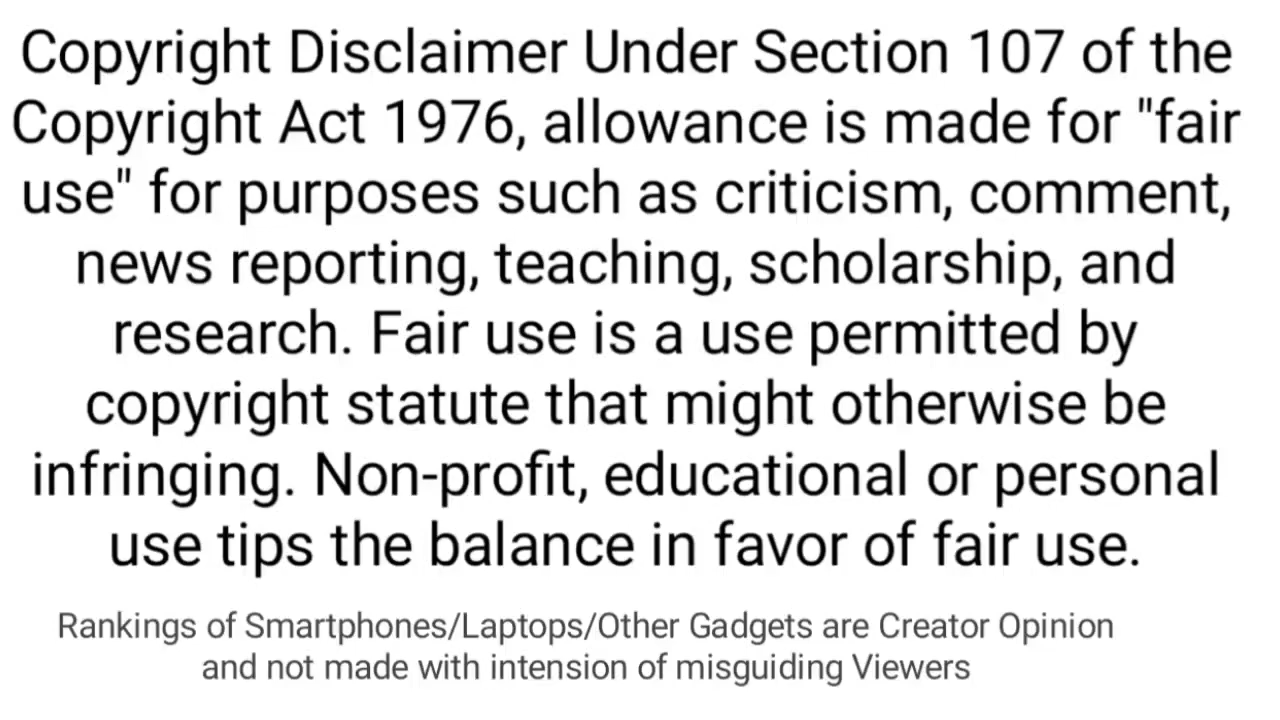 Copyright Disclaimer Under Section 107 of the
Copyright Act 1976, allowance is made for "fair
use" for purposes such as criticism, comment,
news reporting, teaching, scholarship, and
research. Fair use is a use permitted by
copyright statute that might otherwise be
infringing. Non-profit, educational or personal
use tips the balance in favor of fair use.
Rankings of Smartphones/Laptops/Other Gadgets are Creator Opinion
and not made with intension of misguiding Viewers